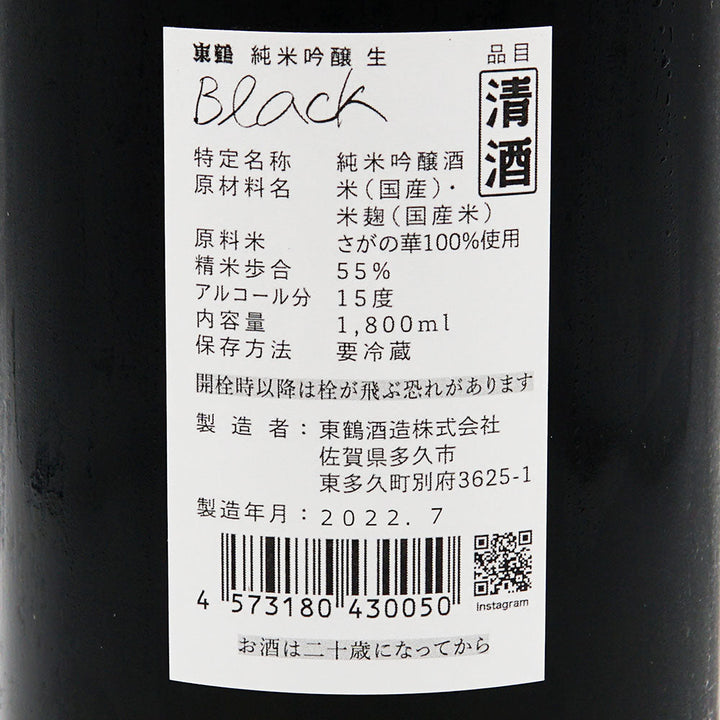 東鶴 純米吟醸 生
Black
品目
清酒
特定名称 純米吟醸酒
原材料名 米（国産）・
米麹（国産米）
原料米 さがの華100%使用
精米歩合 55%
アルコール分 15度
内容量 1,800ml
保存方法 要冷蔵
開栓時以降は栓が飛ぶ恐れがあります
製造者：東鶴酒造株式会社
佐賀県多久市
東多久町別府3625-1
製造年月：2022.7
4 573180 430050
Instagram
お酒は二十歳になってから